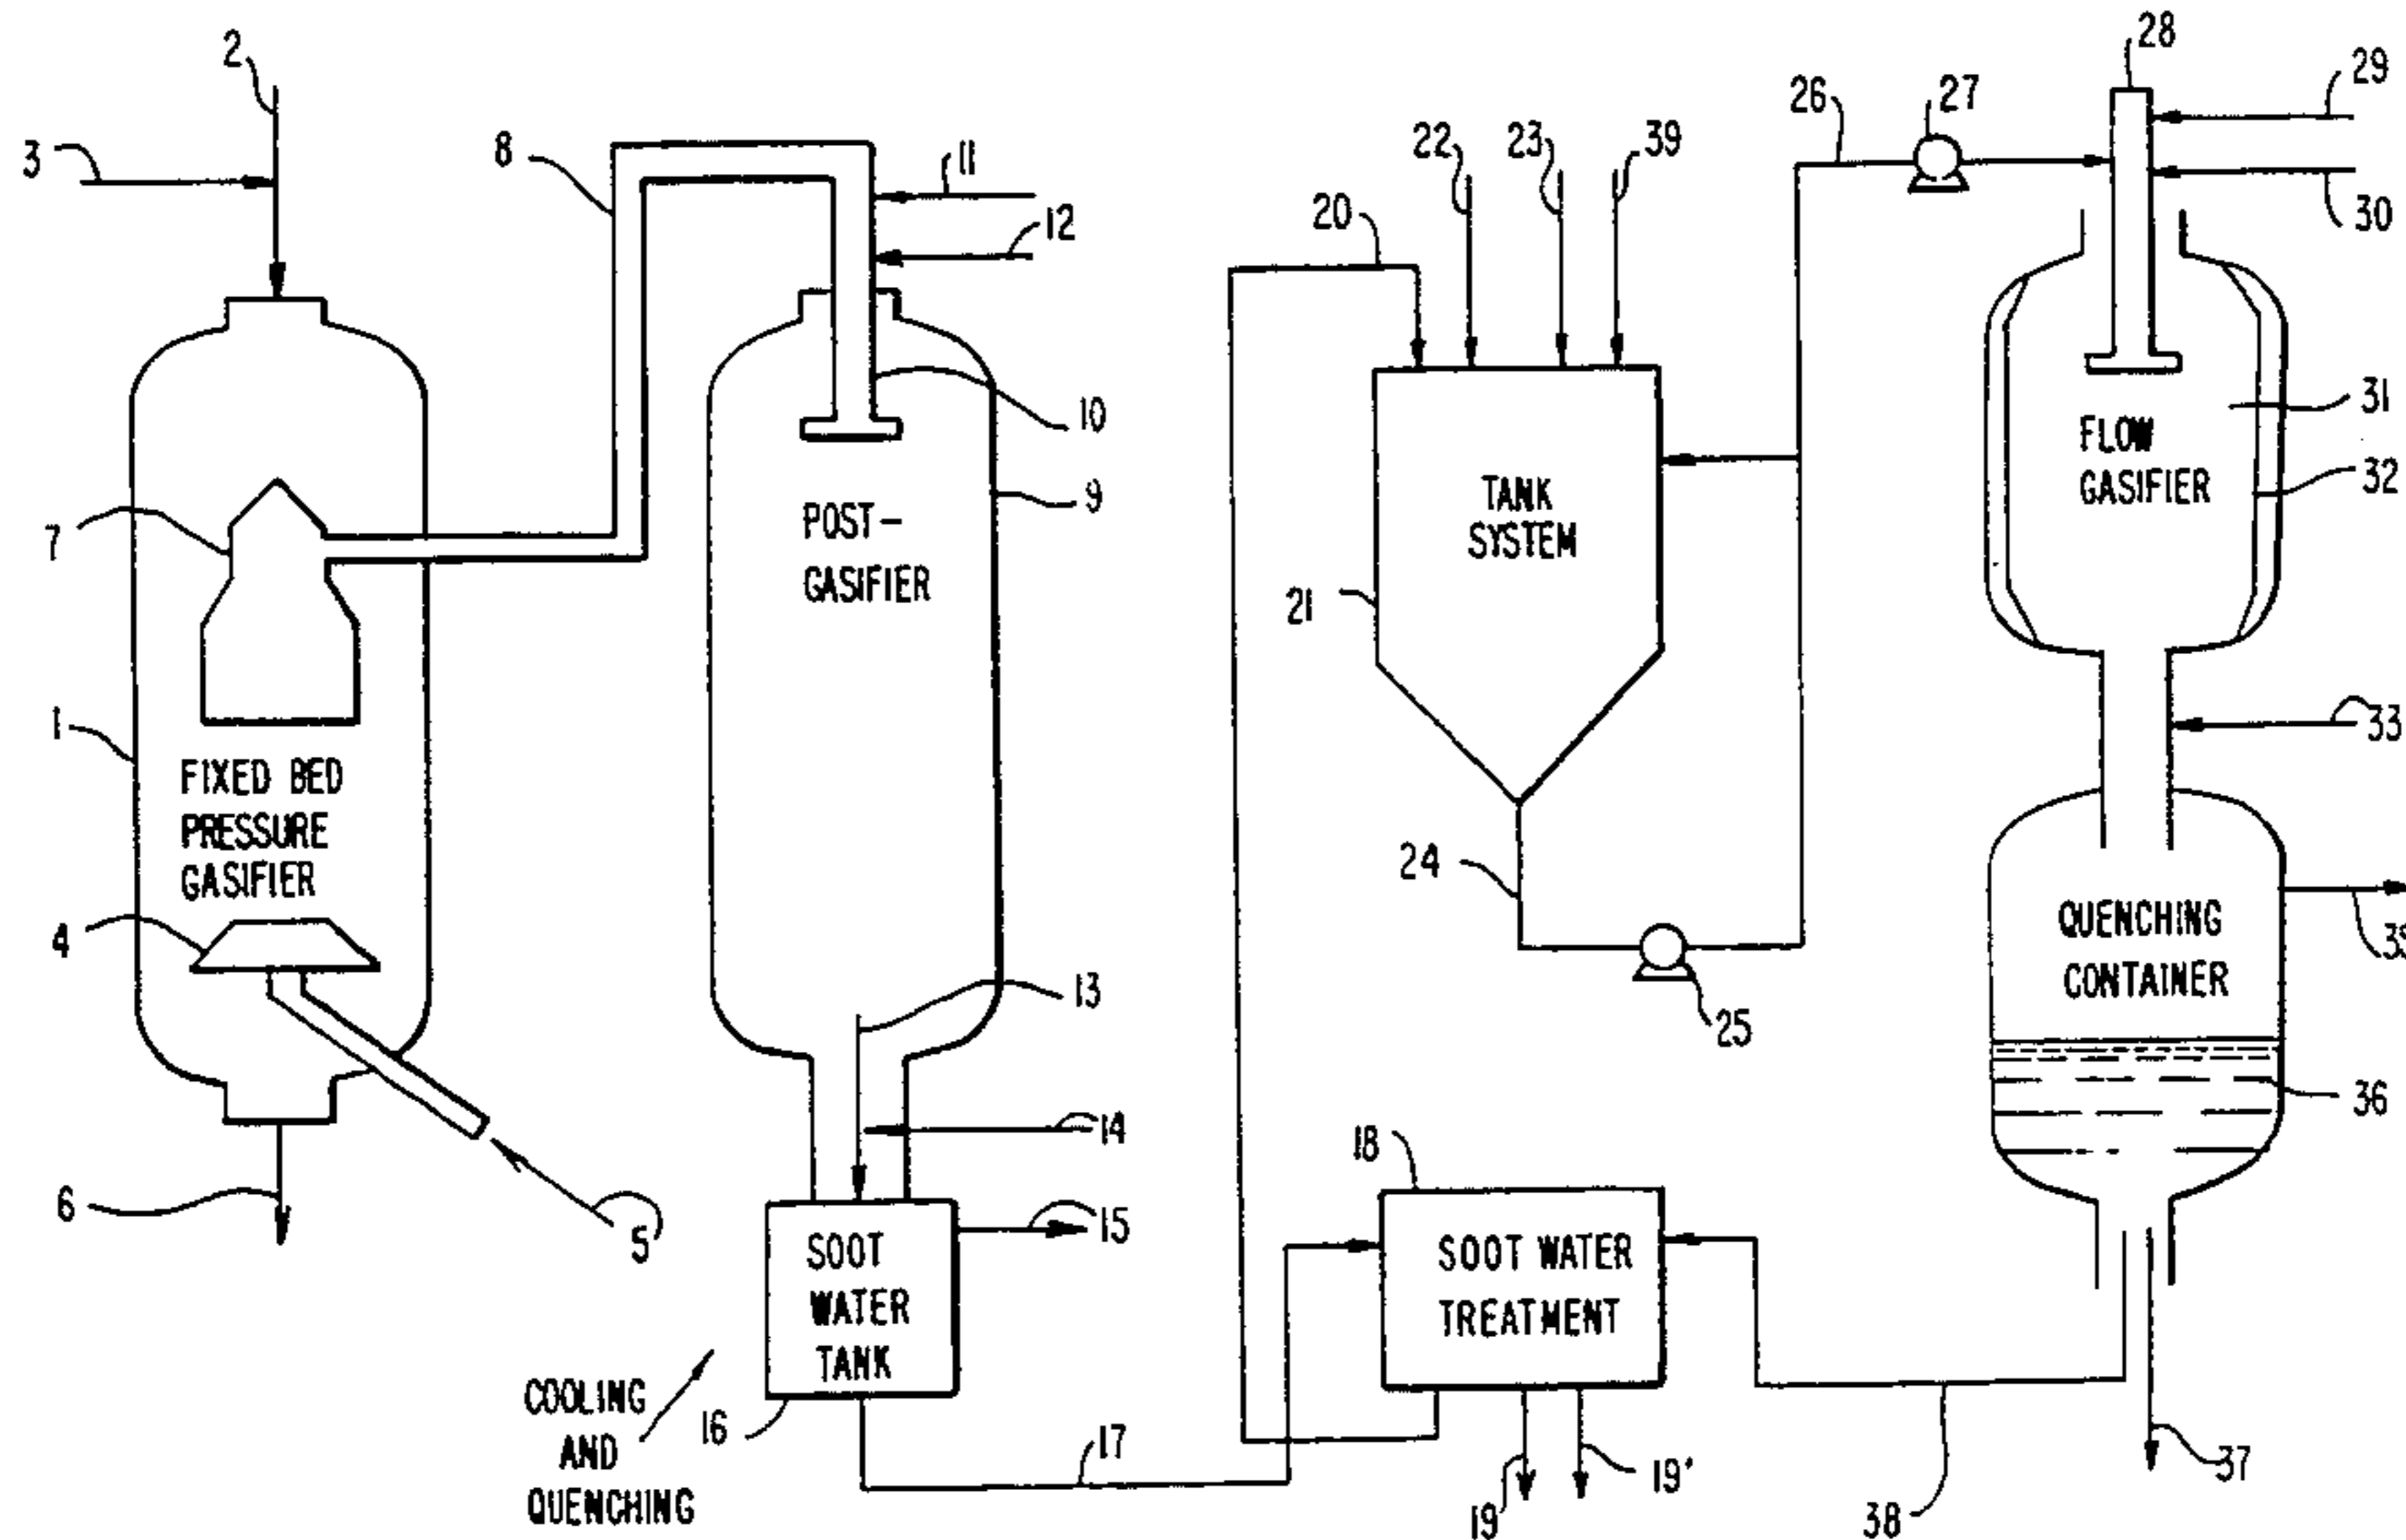 2
3
8
11
12
7
10
9
POST-
GASIFIER
1
FIXED BED
PRESSURE
GASIFIER
4
13
14
6
5
15
SOOT
WATER
TANK
COOLING
AND
QUENCHING
16
17
20
22
23
39
26
27
28
29
30
TANK
SYSTEM
21
31
FLOW
GASIFIER
32
24
25
33
QUENCHING
CONTAINER
36
18
SOOT WATER
TREATMENT
19
19'
38
37